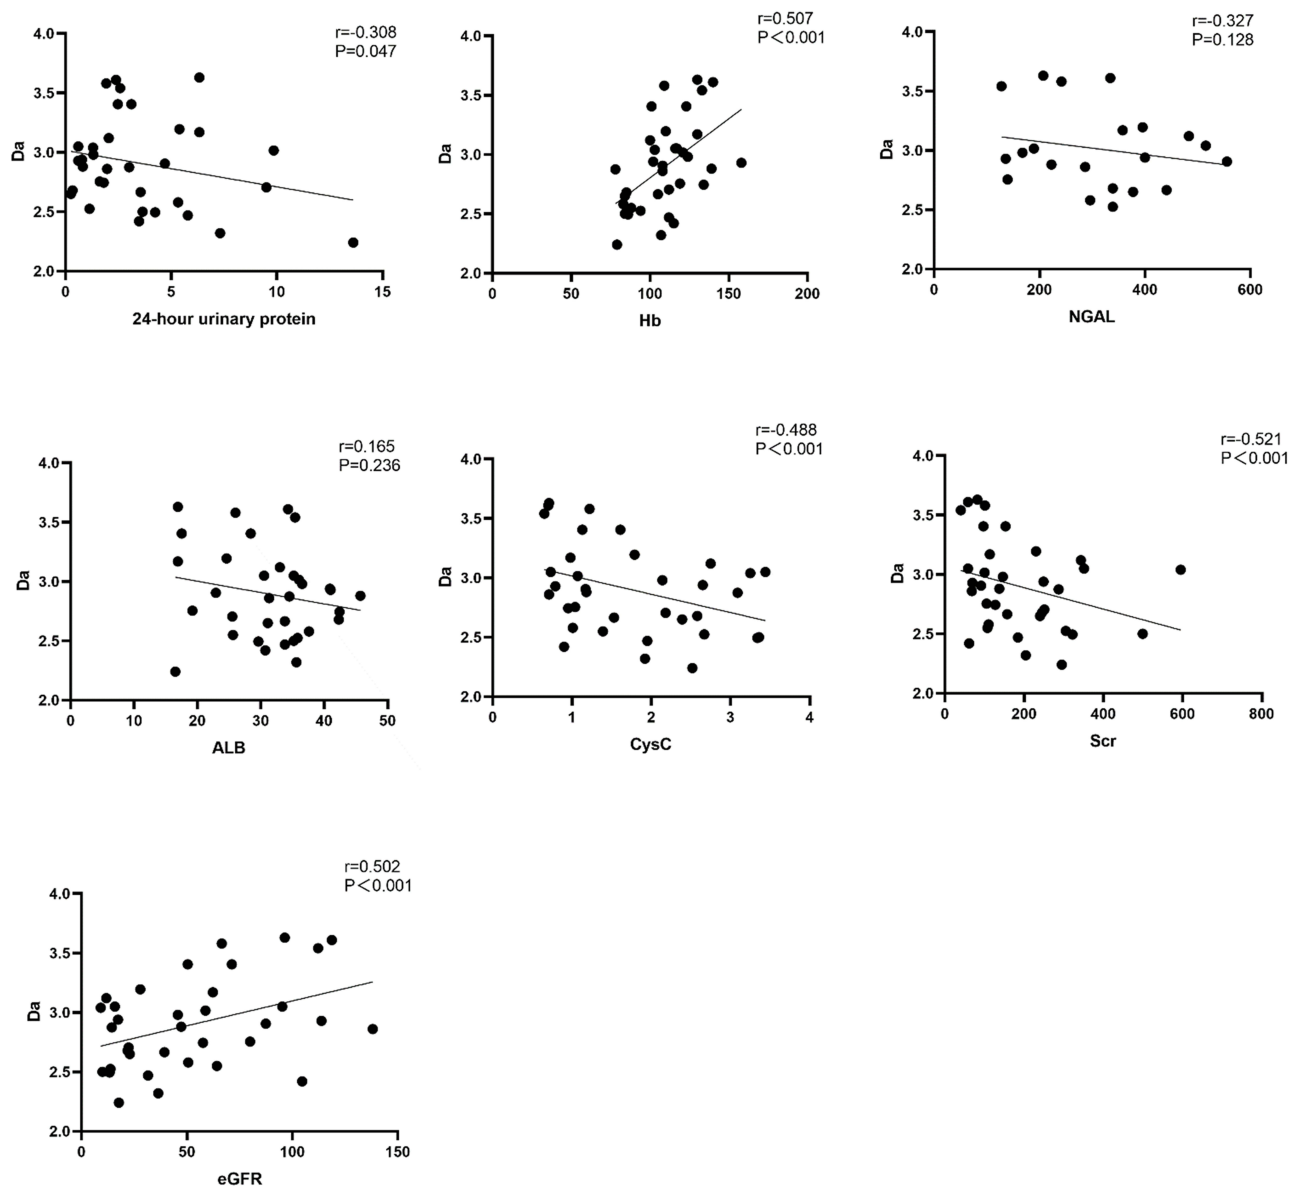 r=-0.308
P=0.047
4.0
3.5
3.0
2.5
2.0
Da
0 5 10 15
24-hour urinary protein
r=0.507
P<0.001
4.0
3.5
3.0
2.5
2.0
Da
0 50 100 150 200
Hb
r=-0.327
P=0.128
4.0
3.5
3.0
2.5
2.0
Da
0 200 400 600
NGAL
r=0.165
P=0.236
4.0
3.5
3.0
2.5
2.0
Da
0 10 20 30 40 50
ALB
r=-0.488
P<0.001
4.0
3.5
3.0
2.5
2.0
Da
0 1 2 3 4
CysC
r=-0.521
P<0.001
4.0
3.5
3.0
2.5
2.0
Da
0 200 400 600 800
Scr
r=0.502
P<0.001
4.0
3.5
3.0
2.5
2.0
Da
0 50 100 150
eGFR